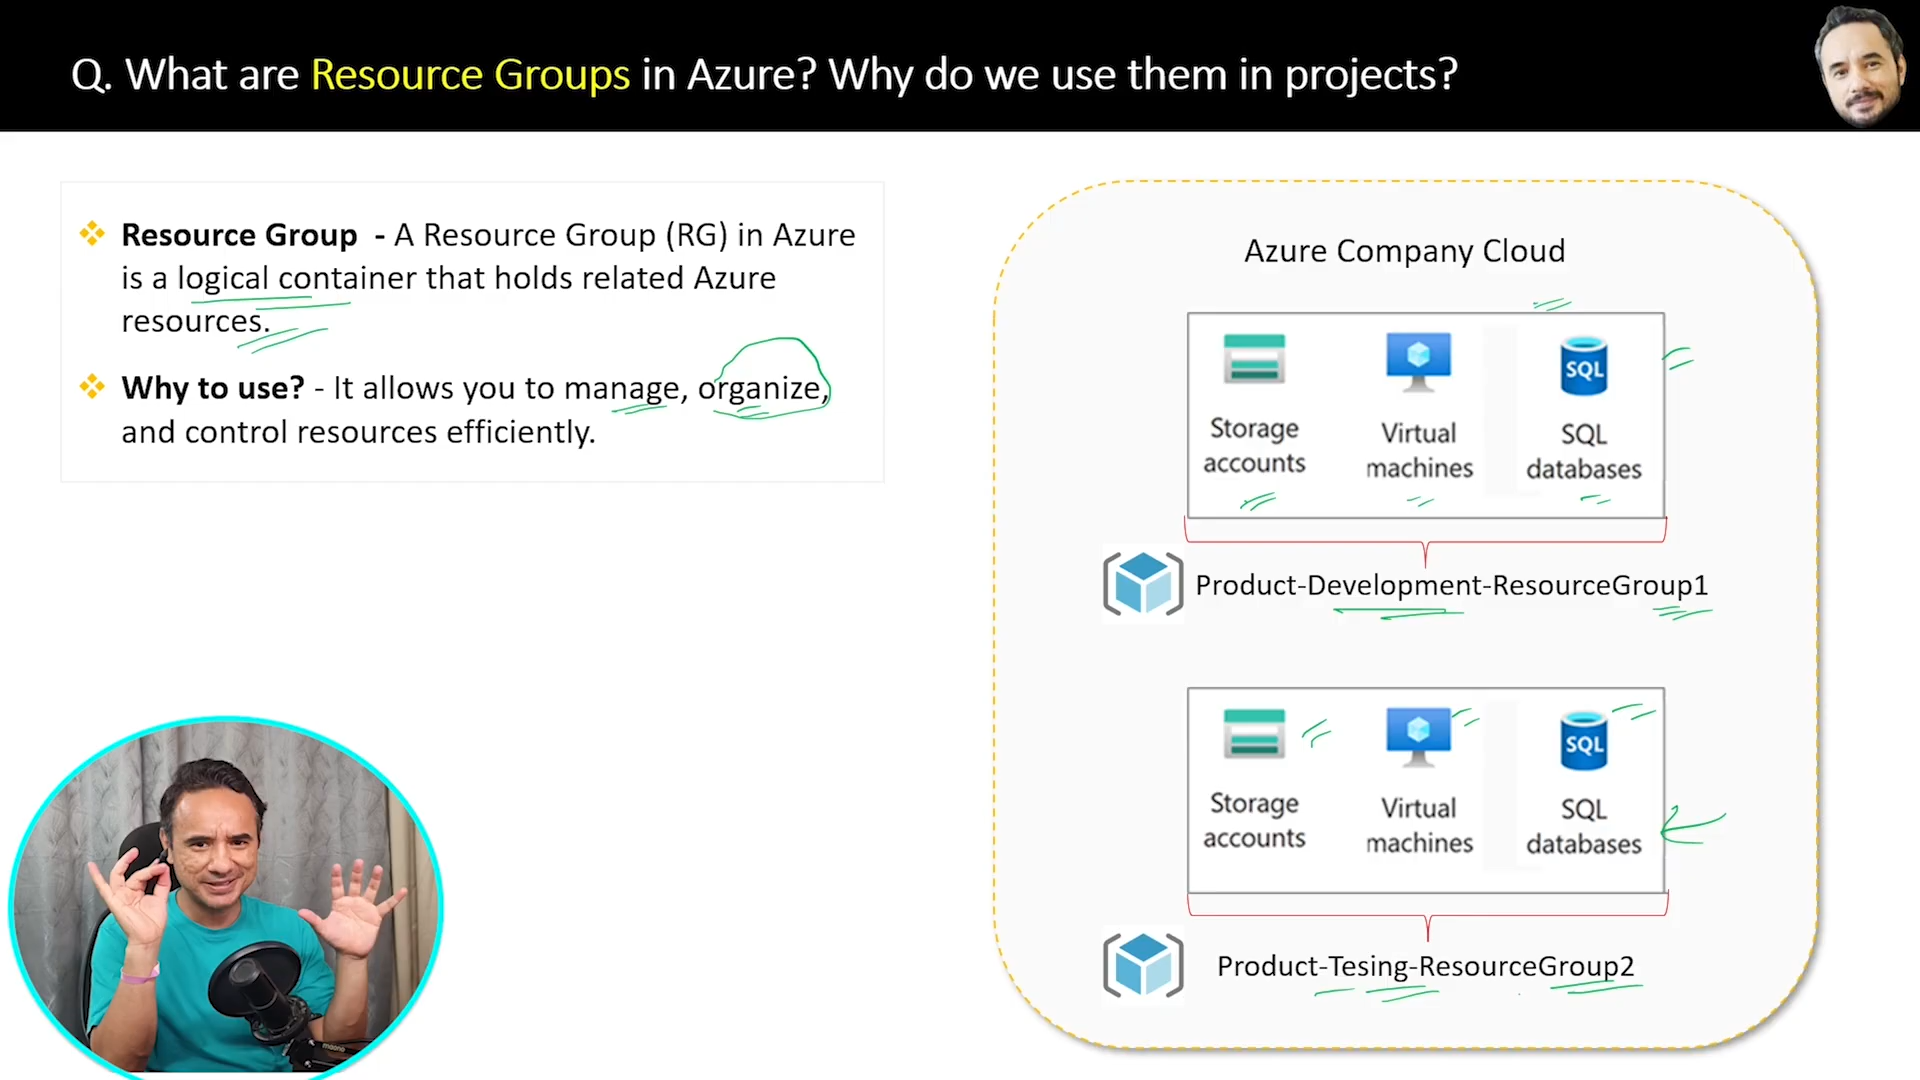 Q. What are Resource Groups in Azure? Why do we use them in projects?
Resource Group - A Resource Group (RG) in Azure
is a logical container that holds related Azure
resources.
Why to use? - It allows you to manage, organize,
and control resources efficiently.
Azure Company Cloud
Storage accounts
Virtual machines
SQL
SQL databases
Product-Development-ResourceGroup1
Storage accounts
Virtual machines
SQL
SQL databases
Product-Tesing-ResourceGroup2
maono